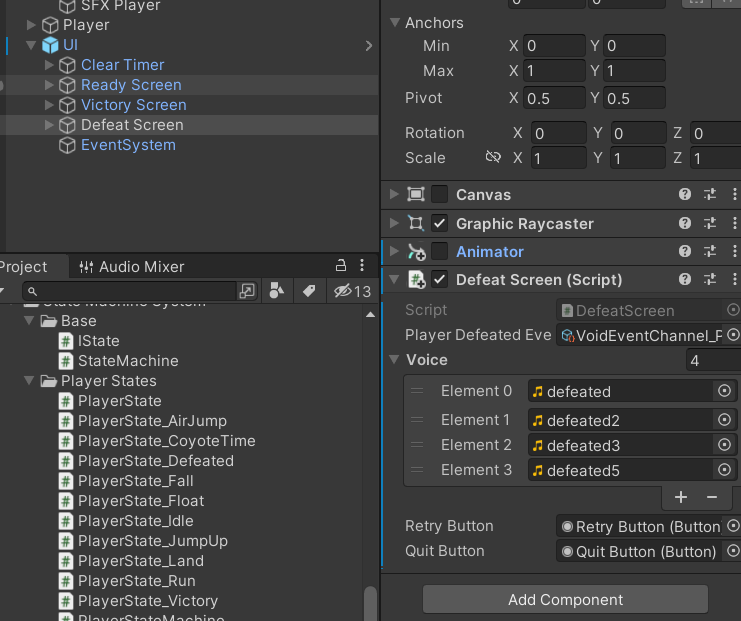 SFX Player
Player
UI
Clear Timer
Ready Screen
Victory Screen
Defeat Screen
EventSystem
Project
Audio Mixer
13
Base
IState
StateMachine
Player States
PlayerState
PlayerState_AirJump
PlayerState_CoyoteTime
PlayerState_Defeated
PlayerState_Fall
PlayerState_Float
PlayerState_Idle
PlayerState_JumpUp
PlayerState_Land
PlayerState_Run
PlayerState_Victory
PlayerStateMachine
Anchors
Min X 0 Y 0
Max X 1 Y 1
Pivot X 0.5 Y 0.5
Rotation X 0 Y 0 Z 0
Scale X 1 Y 1 Z 1
Canvas
Graphic Raycaster
Animator
Defeat Screen (Script)
Script DefeatScreen
Player Defeated Eve VoidEventChannel_P
Voice 4
Element 0 defeated
Element 1 defeated2
Element 2 defeated3
Element 3 defeated5
+ −
Retry Button Retry Button (Button
Quit Button Quit Button (Button)
Add Component